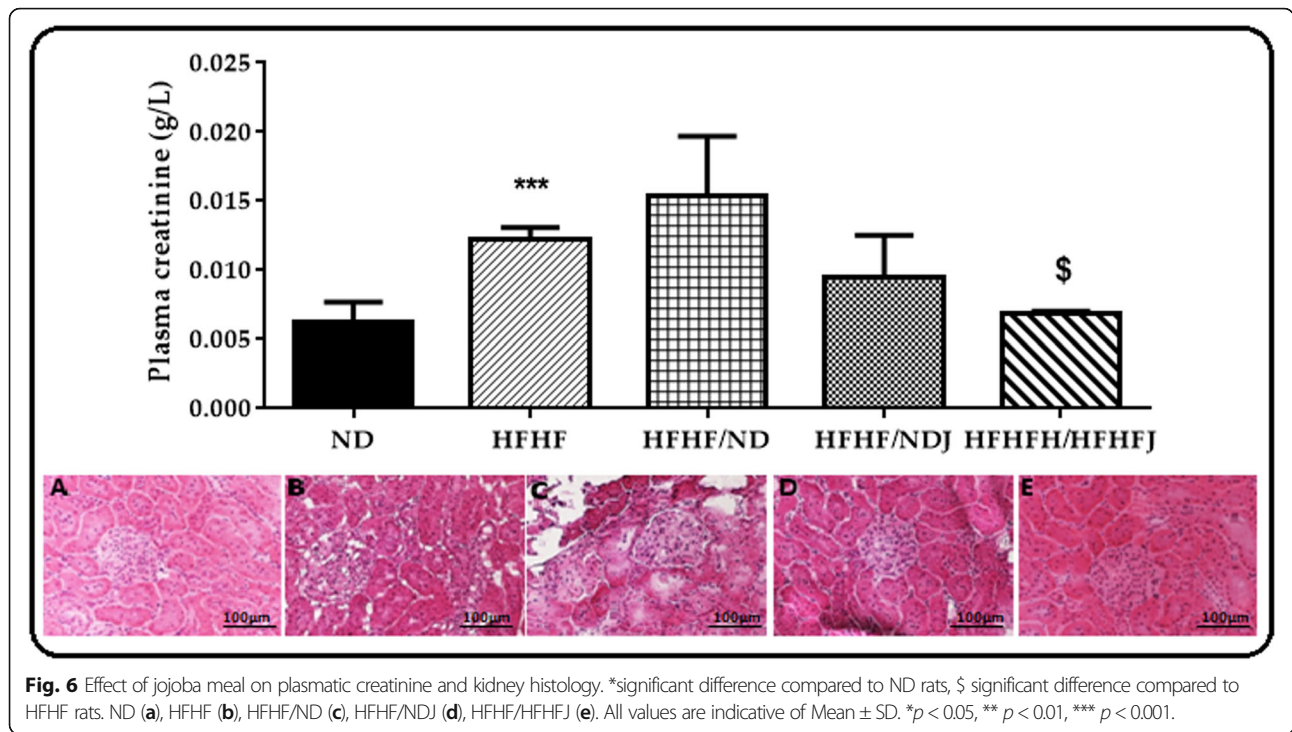 Plasma creatinine (g/L)
0.025
0.020
0.015
0.010
0.005
0.000
***
$
ND HFHF HFHF/ND HFHF/NDJ HFHFH/HFHFJ
A B C D E
100µm 100µm 100µm 100µm 100µm
Fig. 6 Effect of jojoba meal on plasmatic creatinine and kidney histology. *significant difference compared to ND rats, $ significant difference compared to
HFHF rats. ND (a), HFHF (b), HFHF/ND (c), HFHF/NDJ (d), HFHF/HFHFJ (e). All values are indicative of Mean ± SD. *p < 0.05, ** p < 0.01, *** p < 0.001.